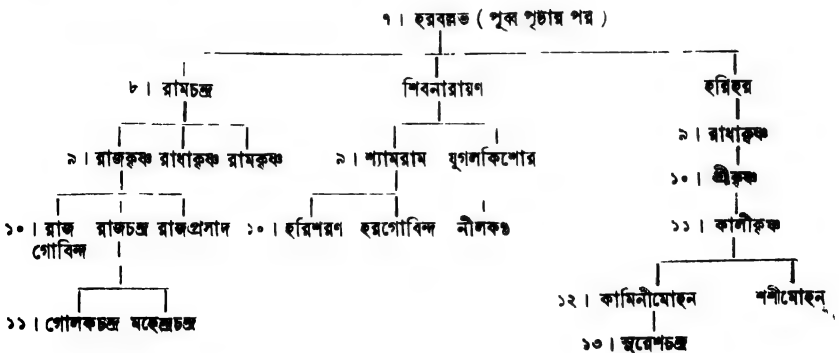 ৭। হরবল্লভ ( পূর্ব্ব পৃষ্ঠার পর )
৮। রামচন্দ্র শিবনারায়ণ হরিহর
৯। রাজকৃষ্ণ রাধাকৃষ্ণ রামকৃষ্ণ ৯। শ্যামরাম যুগলকিশোর ৯। রাধাকৃষ্ণ
১০। শ্রীকৃষ্ণ
১০। রাজ গোবিন্দ রাজচন্দ্র রাজপ্রসাদ ১০। হরিশরণ হরগোবিন্দ নীলকণ্ঠ ১১। কালীকৃষ্ণ
১২। কামিনীমোহন শশীমোহন
১১। গোলকচন্দ্র মহেন্দ্রচন্দ্র
১৩। সুরেশচন্দ্র